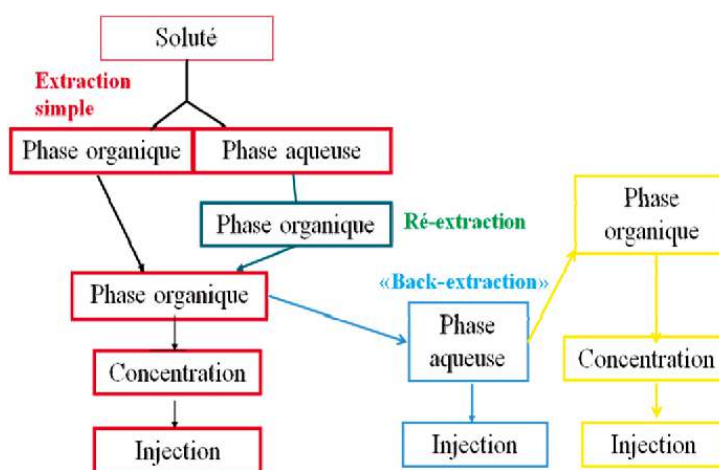 Soluté
Extraction
simple
Phase organique
Phase aqueuse
Phase organique
Ré-extraction
Phase
organique
Phase organique
«Back-extraction»
Phase
aqueuse
Concentration
Concentration
Injection
Injection
Injection